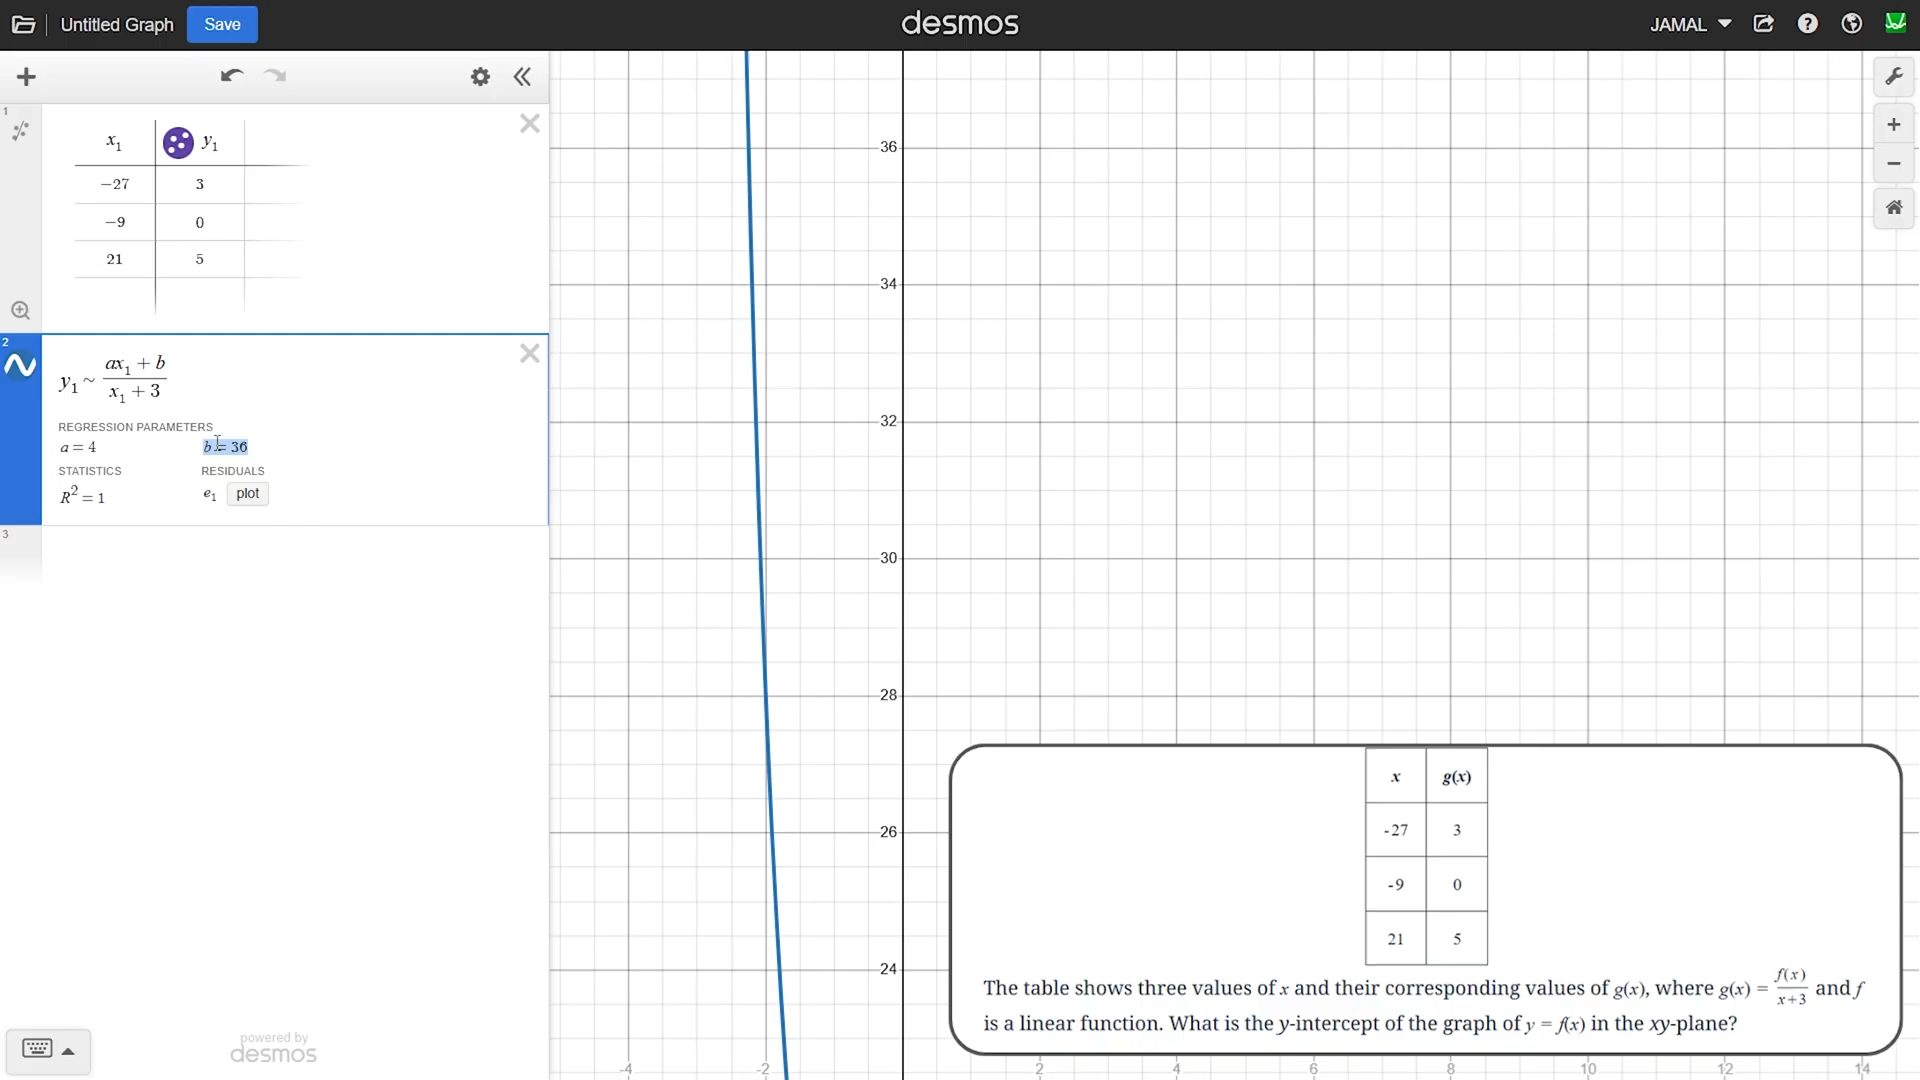 Untitled Graph
Save
desmos
JAMAL
1
x₁ y₁
−27 3
−9 0
21 5
2
y₁ ~ (ax₁ + b)/(x₁ + 3)
REGRESSION PARAMETERS
a = 4 b = 36
STATISTICS RESIDUALS
R² = 1 e₁ plot
3
powered by
desmos
36
34
32
30
28
26
24
-4 -2 2 4 6 8 10 12 14
x g(x)
-27 3
-9 0
21 5
The table shows three values of x and their corresponding values of g(x), where g(x) = f(x)/(x+3) and f
is a linear function. What is the y-intercept of the graph of y = f(x) in the xy-plane?